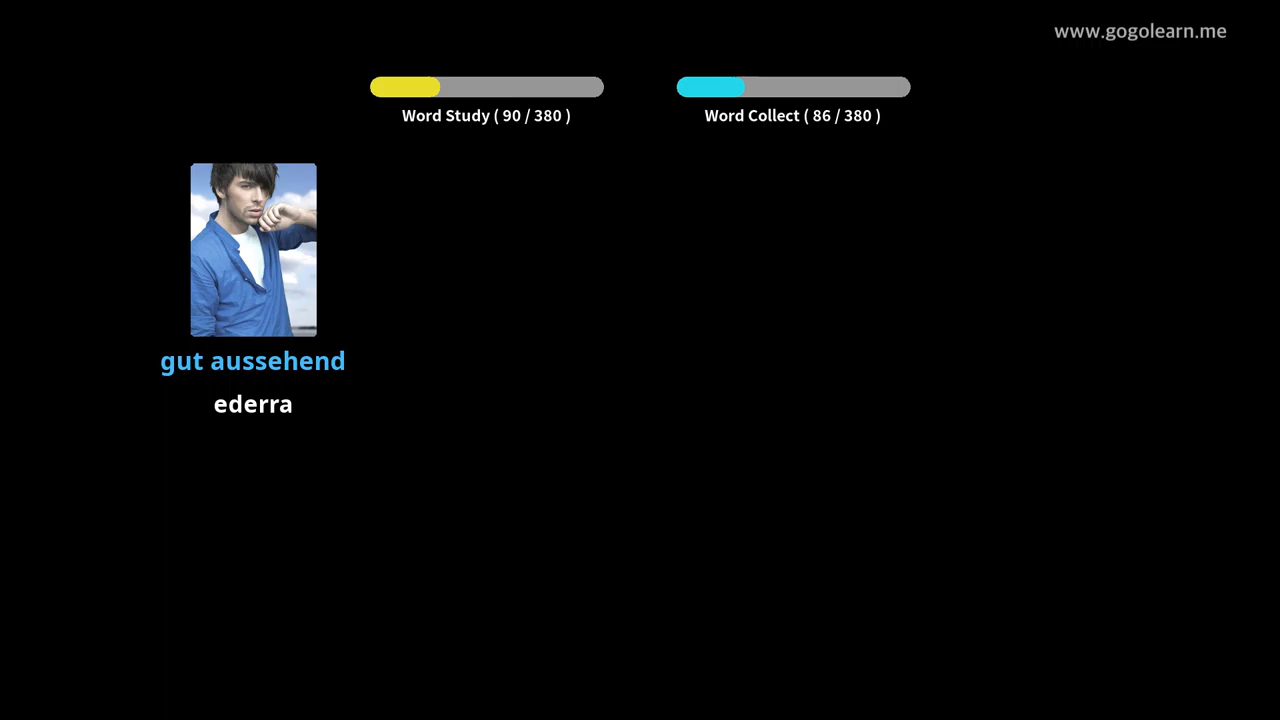 www.gogolearn.me
Word Study ( 90 / 380 )
Word Collect ( 86 / 380 )
gut aussehend
ederra